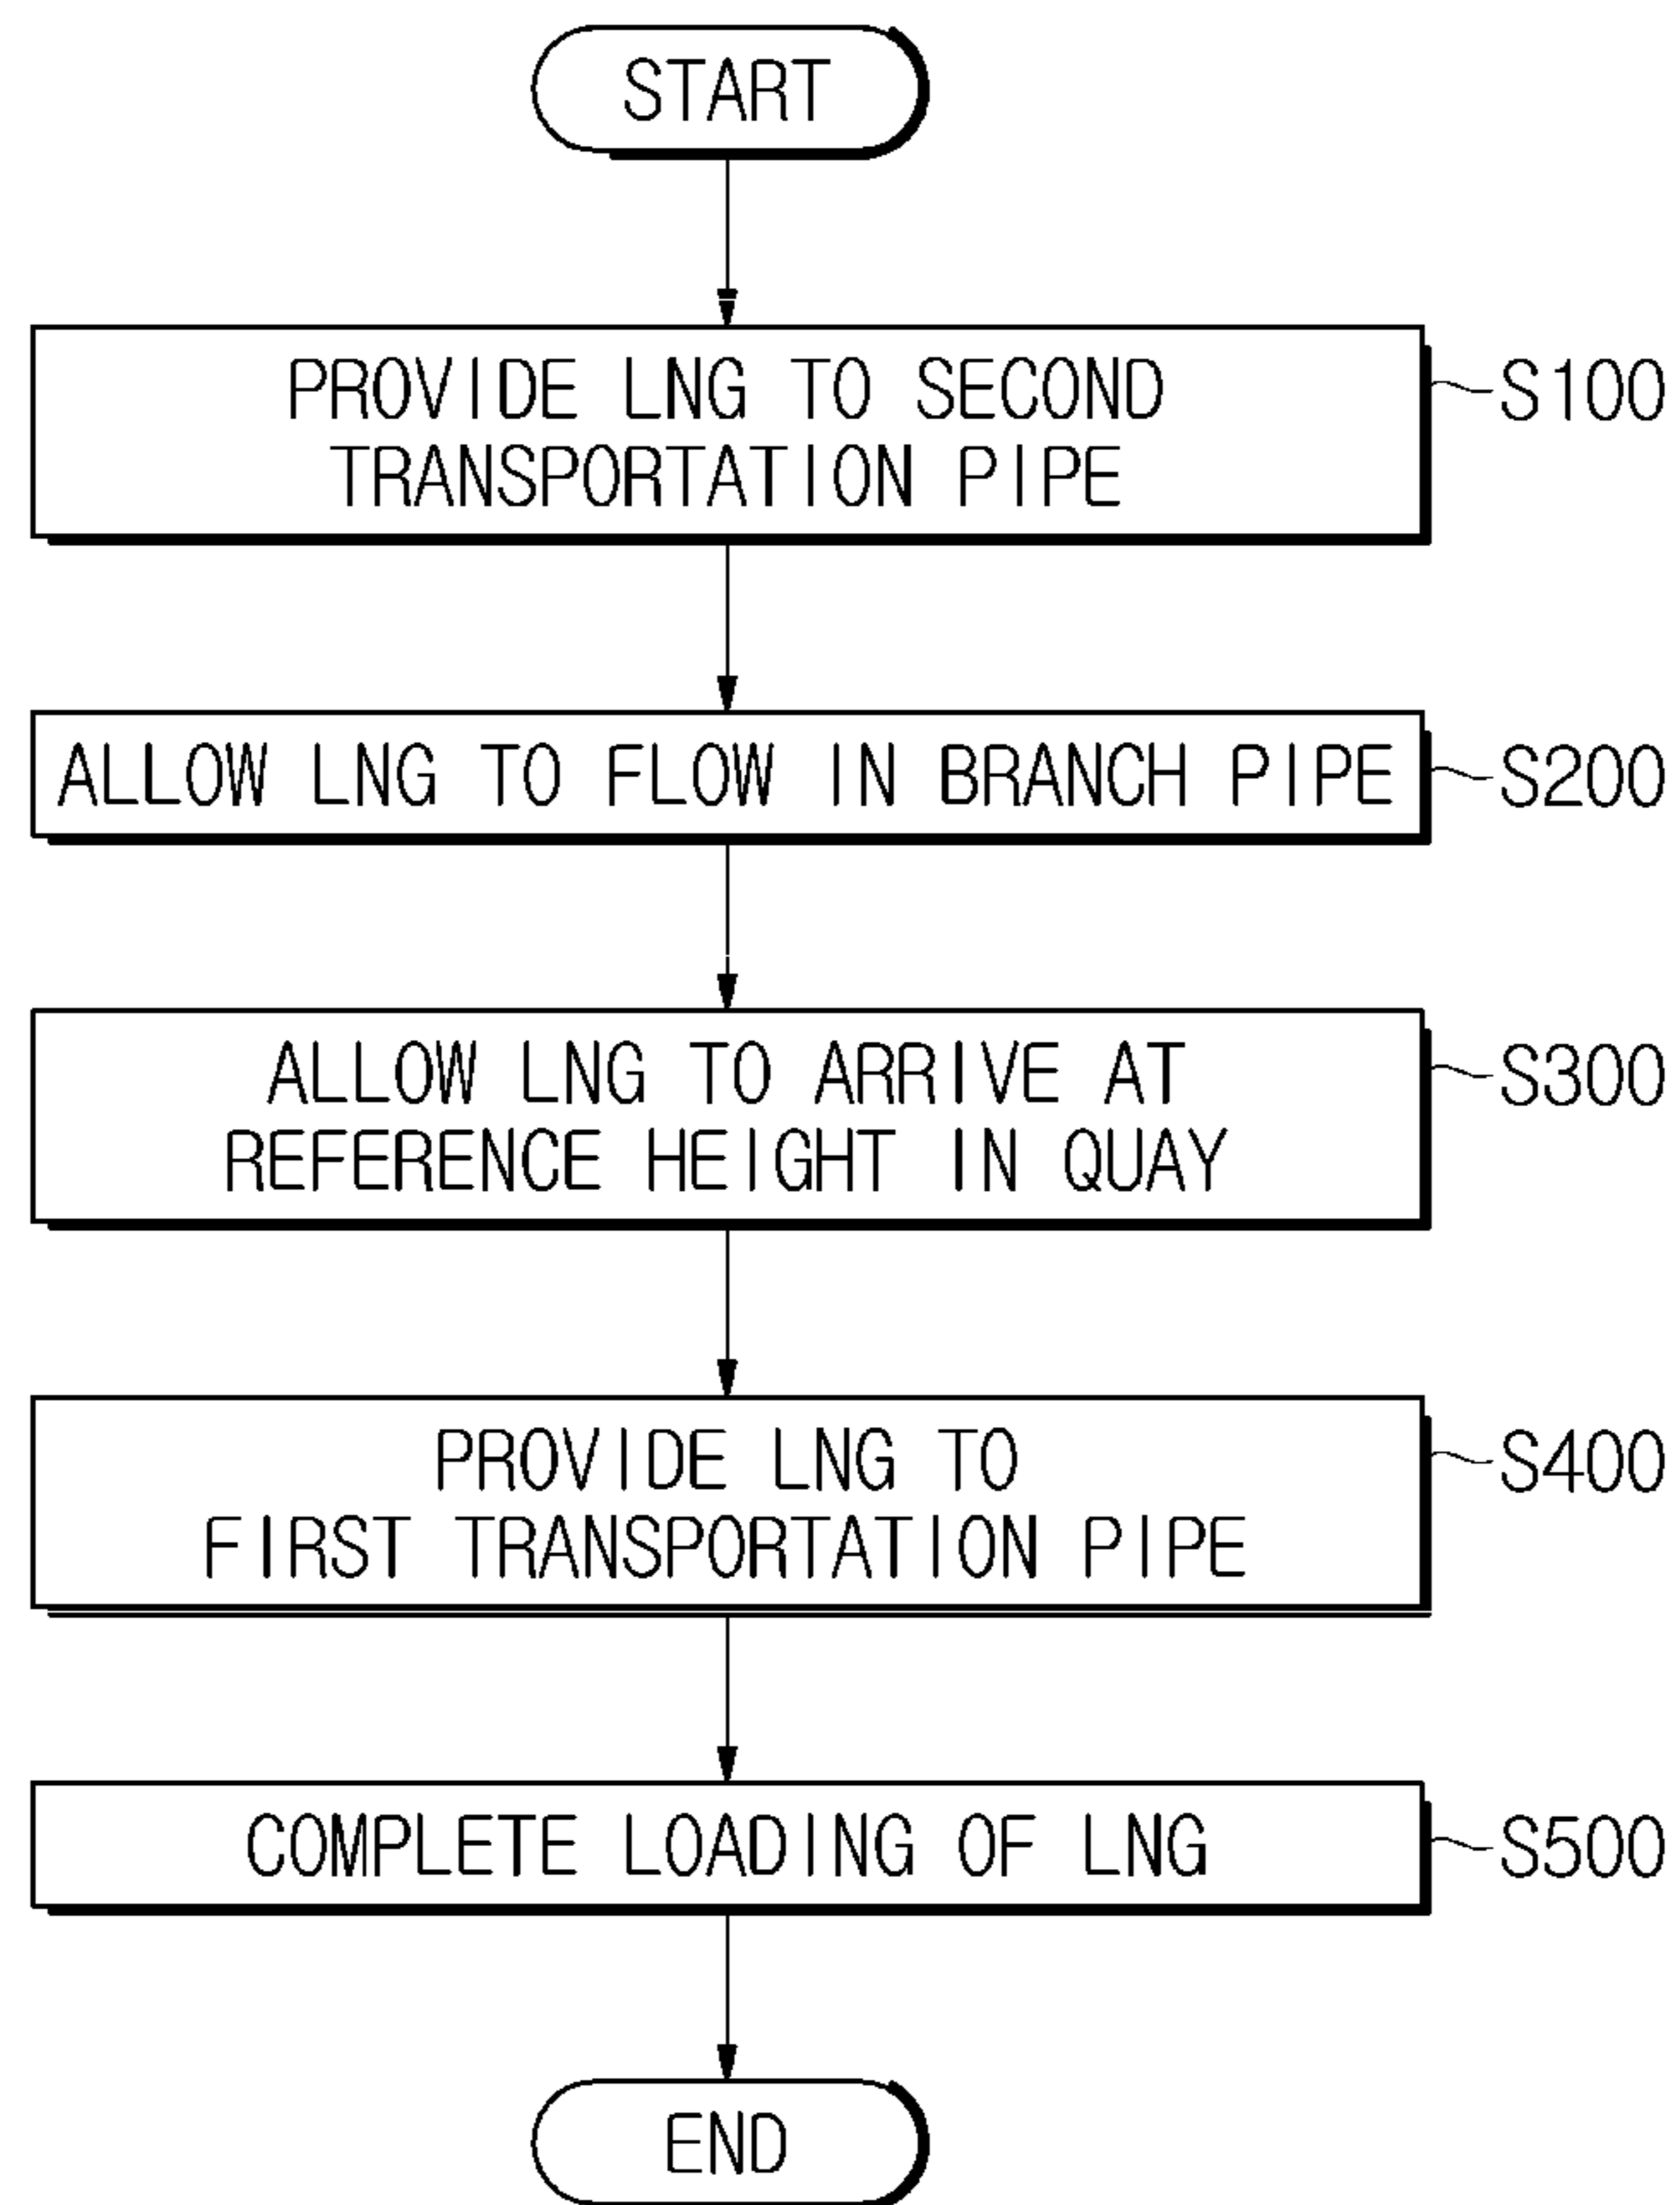 START
PROVIDE LNG TO SECOND
TRANSPORTATION PIPE
S100
ALLOW LNG TO FLOW IN BRANCH PIPE
S200
ALLOW LNG TO ARRIVE AT
REFERENCE HEIGHT IN QUAY
S300
PROVIDE LNG TO
FIRST TRANSPORTATION PIPE
S400
COMPLETE LOADING OF LNG
S500
END